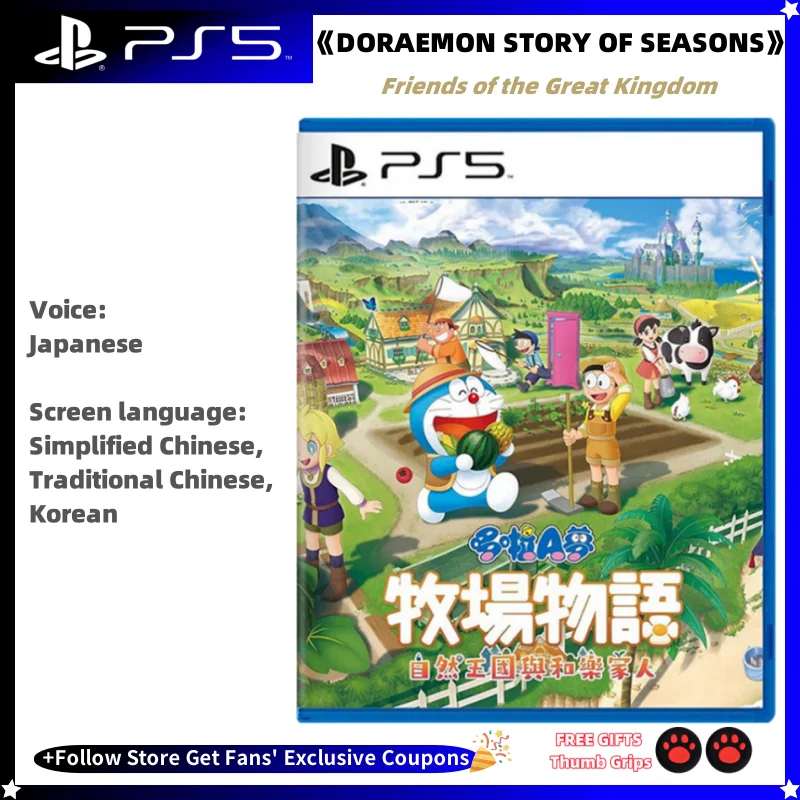 PS5
《DORAEMON STORY OF SEASONS》
Friends of the Great Kingdom
PS5
Voice:
Japanese
Screen language:
Simplified Chinese,
Traditional Chinese,
Korean
哆啦A夢
牧場物語
自然王國與和樂家人
+Follow Store Get Fans' Exclusive Coupons
FREE GIFTS
Thumb Grips